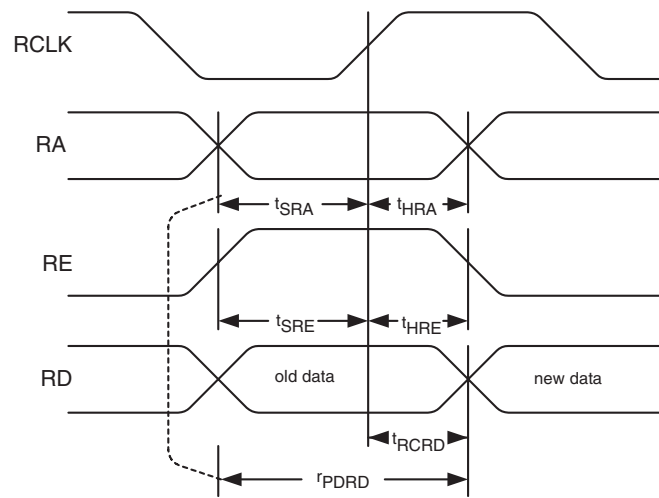 RCLK
RA
tSRA
tHRA
RE
tSRE
tHRE
RD
old data
new data
tRCRD
rPDRD